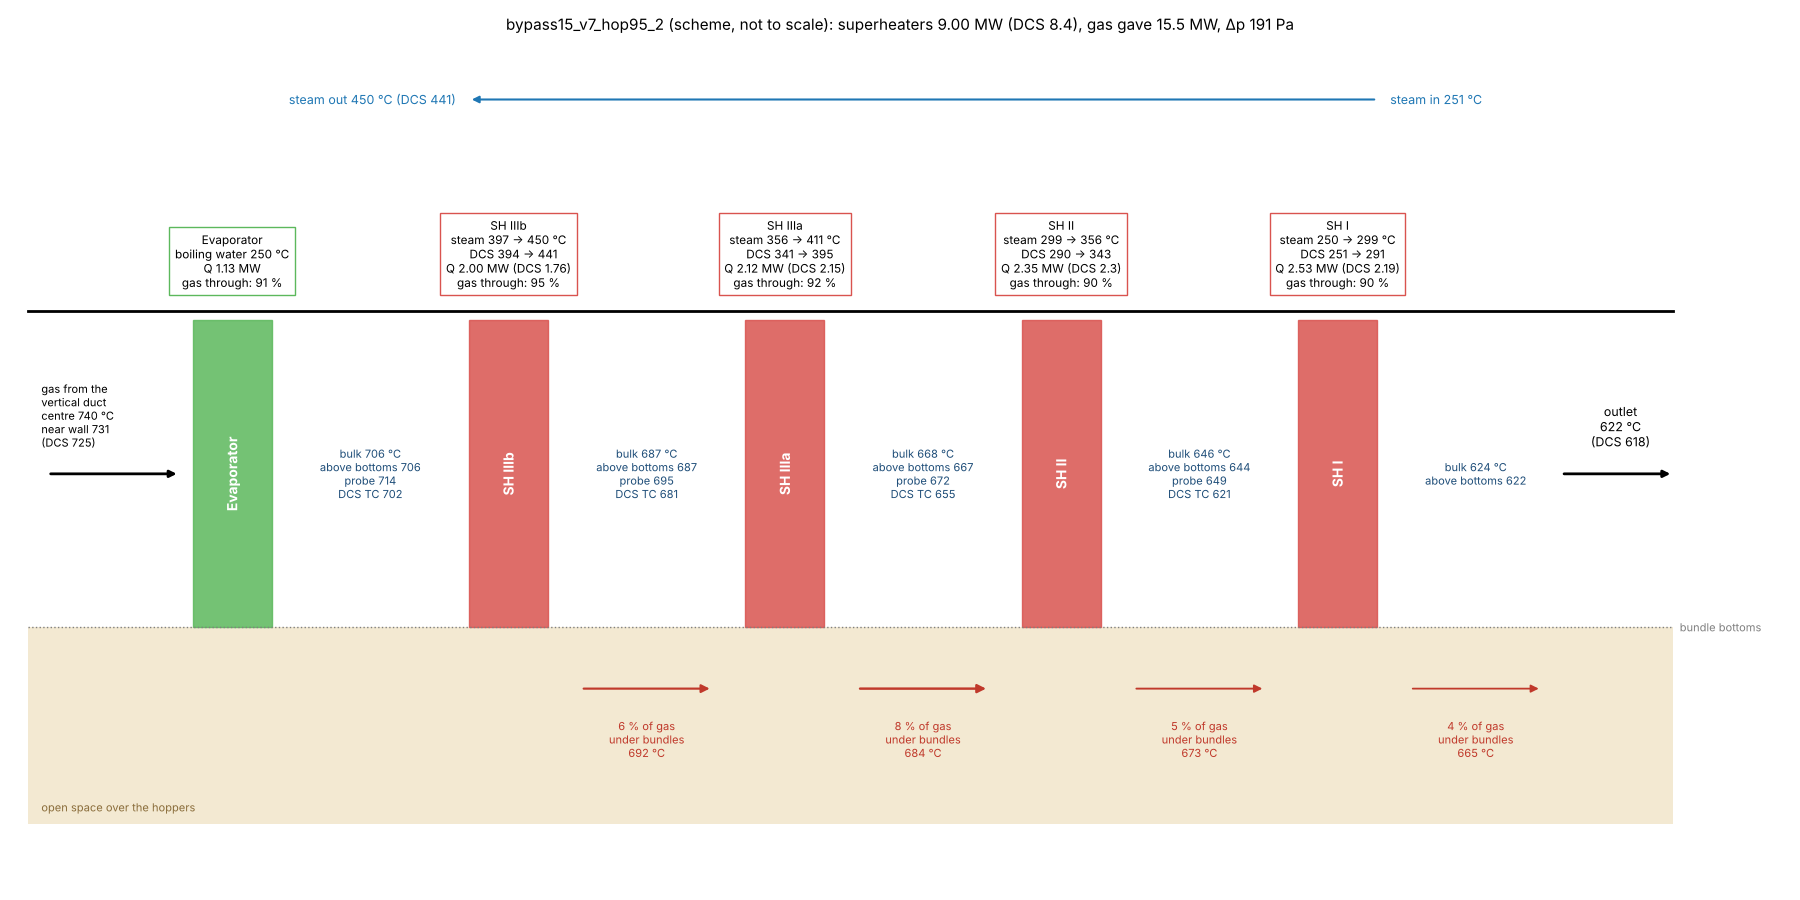 bypass15_v7_hop95_2 (scheme, not to scale): superheaters 9.00 MW (DCS 8.4), gas gave 15.5 MW, Δp 191 Pa
steam out 450 °C (DCS 441)
steam in 251 °C
Evaporator
boiling water 250 °C
Q 1.13 MW
gas through: 91 %
SH IIIb
steam 397 → 450 °C
DCS 394 → 441
Q 2.00 MW (DCS 1.76)
gas through: 95 %
SH IIIa
steam 356 → 411 °C
DCS 341 → 395
Q 2.12 MW (DCS 2.15)
gas through: 92 %
SH II
steam 299 → 356 °C
DCS 290 → 343
Q 2.35 MW (DCS 2.3)
gas through: 90 %
SH I
steam 250 → 299 °C
DCS 251 → 291
Q 2.53 MW (DCS 2.19)
gas through: 90 %
gas from the
vertical duct
centre 740 °C
near wall 731
(DCS 725)
Evaporator
bulk 706 °C
above bottoms 706
probe 714
DCS TC 702
SH IIIb
bulk 687 °C
above bottoms 687
probe 695
DCS TC 681
SH IIIa
bulk 668 °C
above bottoms 667
probe 672
DCS TC 655
SH II
bulk 646 °C
above bottoms 644
probe 649
DCS TC 621
SH I
bulk 624 °C
above bottoms 622
outlet
622 °C
(DCS 618)
bundle bottoms
6 % of gas
under bundles
692 °C
8 % of gas
under bundles
684 °C
5 % of gas
under bundles
673 °C
4 % of gas
under bundles
665 °C
open space over the hoppers